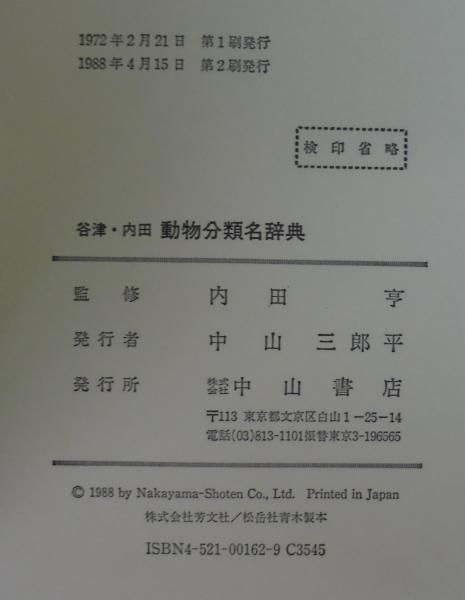 1972年2月21日 第1刷発行
1988年4月15日 第2刷発行
検印省略
谷津・内田 動物分類名辞典
監修 内田 亨
発行者 中山三郎平
発行所 株式会社中山書店
〒113 東京都文京区白山1-25-14
電話(03)813-1101振替東京3-196565
© 1988 by Nakayama-Shoten Co., Ltd. Printed in Japan
株式会社芳文社/松岳社青木製本
ISBN4-521-00162-9 C3545